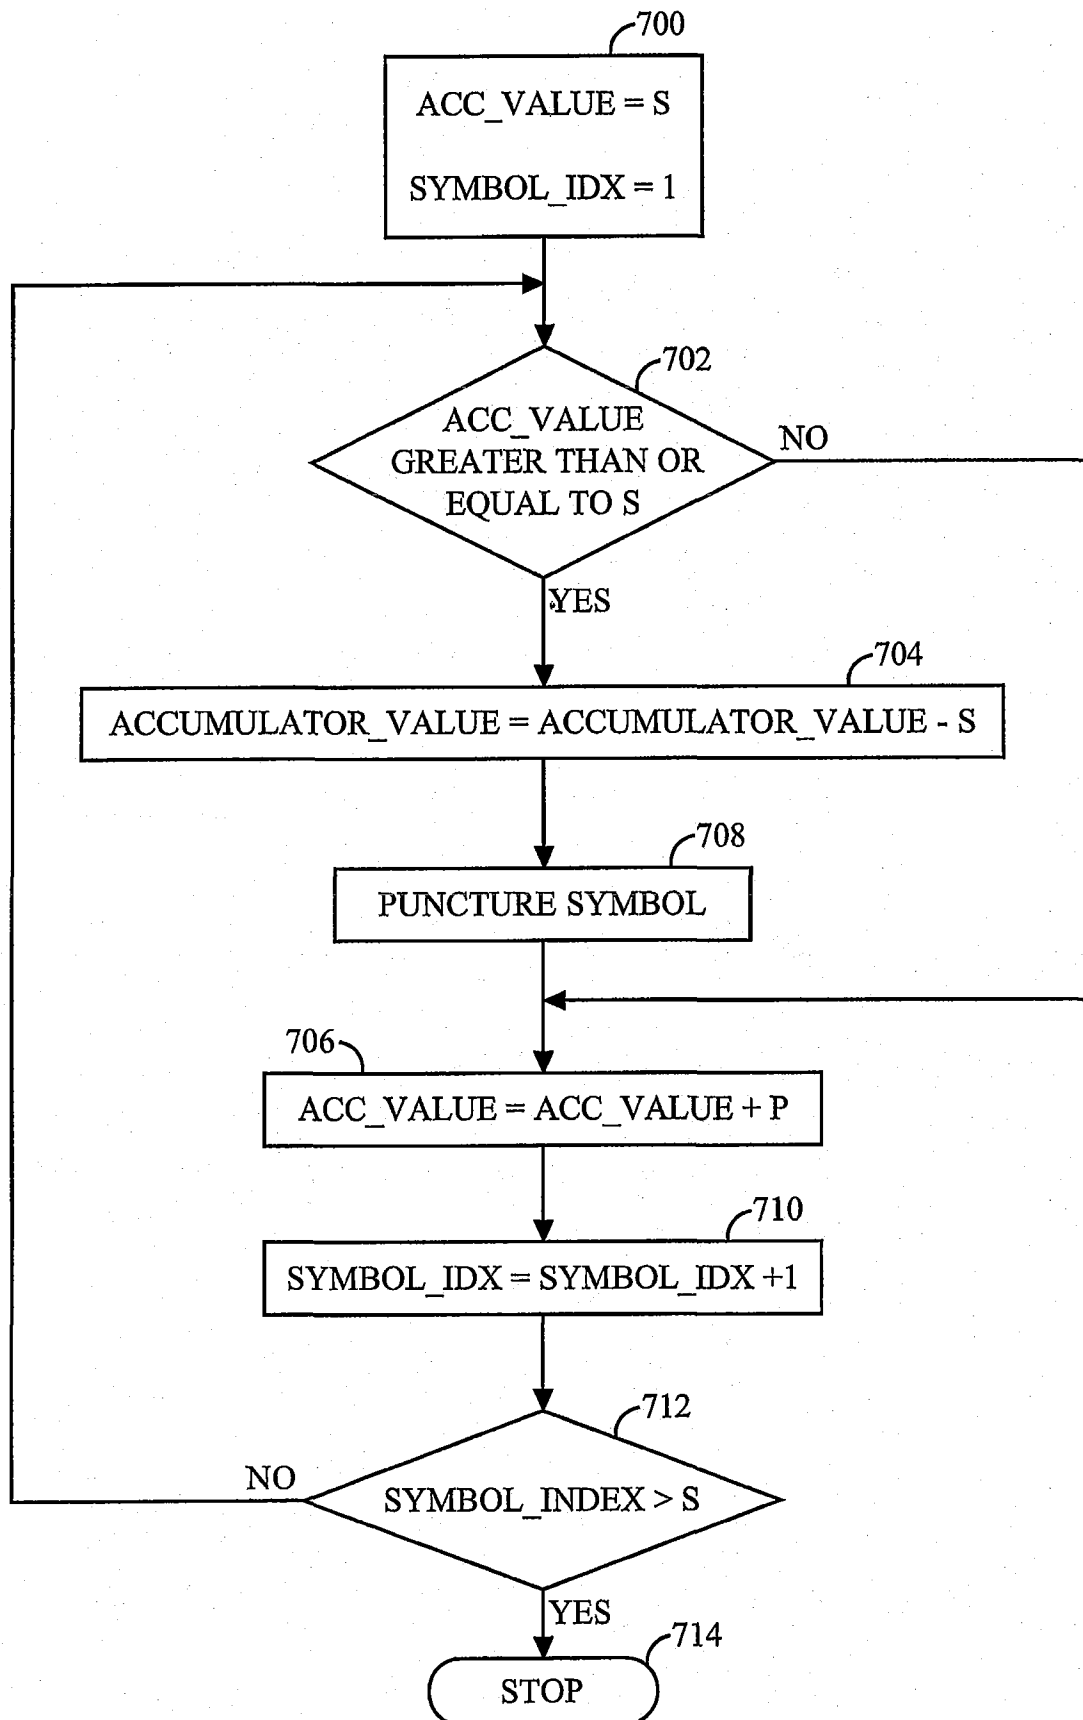 700
ACC_VALUE = S
SYMBOL_IDX = 1
702
ACC_VALUE
GREATER THAN OR
EQUAL TO S
NO
YES
704
ACCUMULATOR_VALUE = ACCUMULATOR_VALUE - S
708
PUNCTURE SYMBOL
706
ACC_VALUE = ACC_VALUE + P
710
SYMBOL_IDX = SYMBOL_IDX +1
712
NO
SYMBOL_INDEX > S
YES
714
STOP